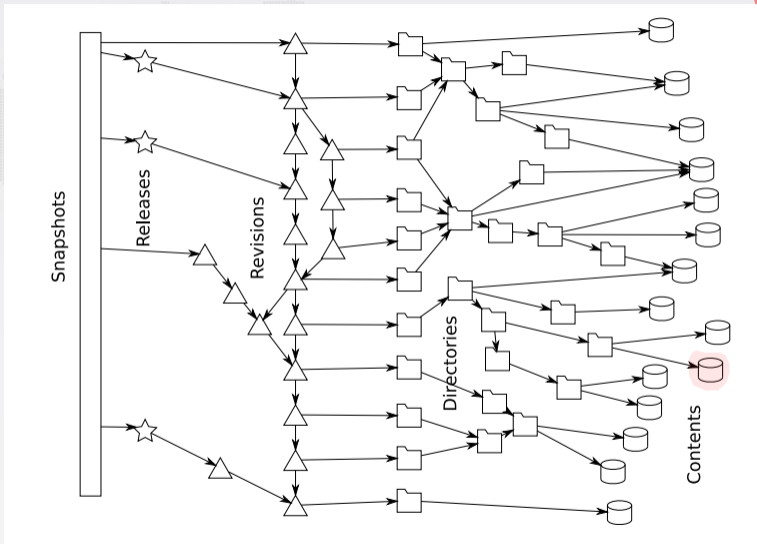 Snapshots
Releases
Revisions
Directories
Contents